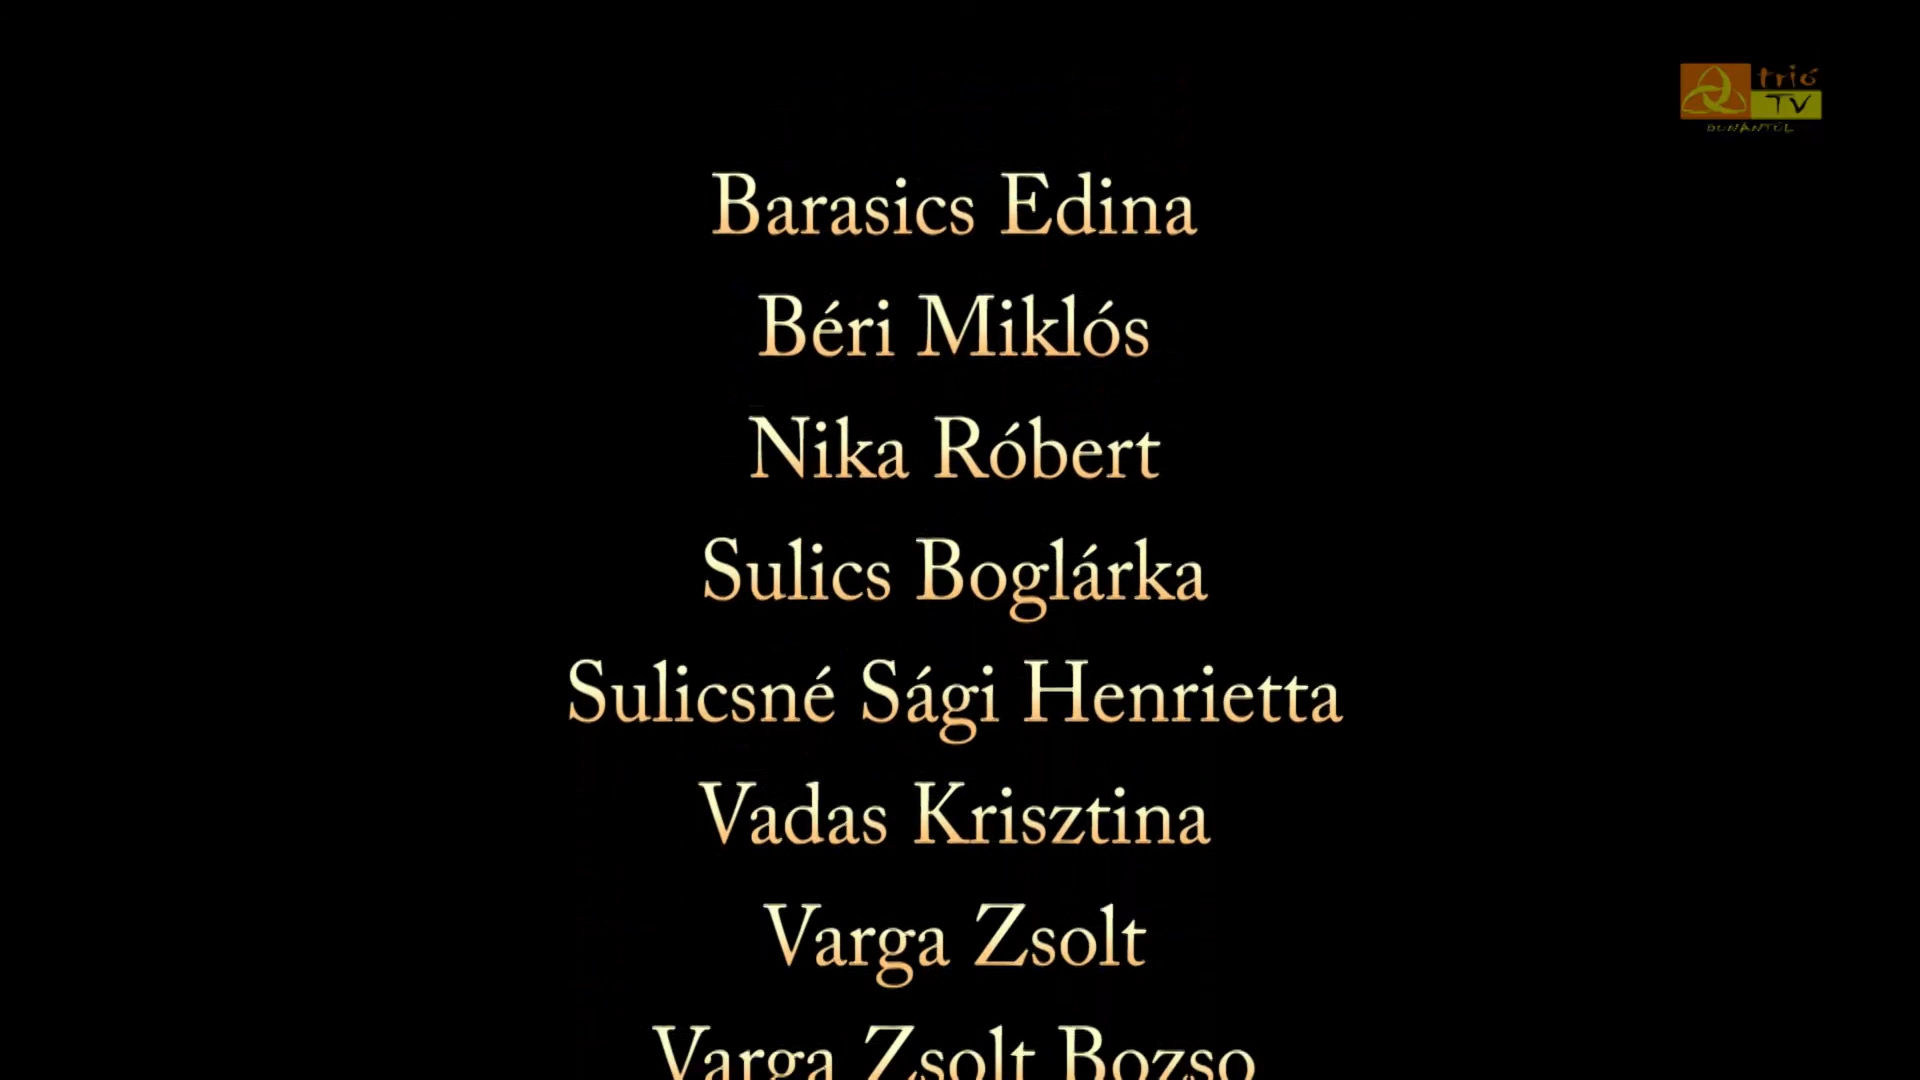 trió
TV
DUNÁNTÚL
Barasics Edina
Béri Miklós
Nika Róbert
Sulics Boglárka
Sulicsné Sági Henrietta
Vadas Krisztina
Varga Zsolt
Varga Zsolt Bozso